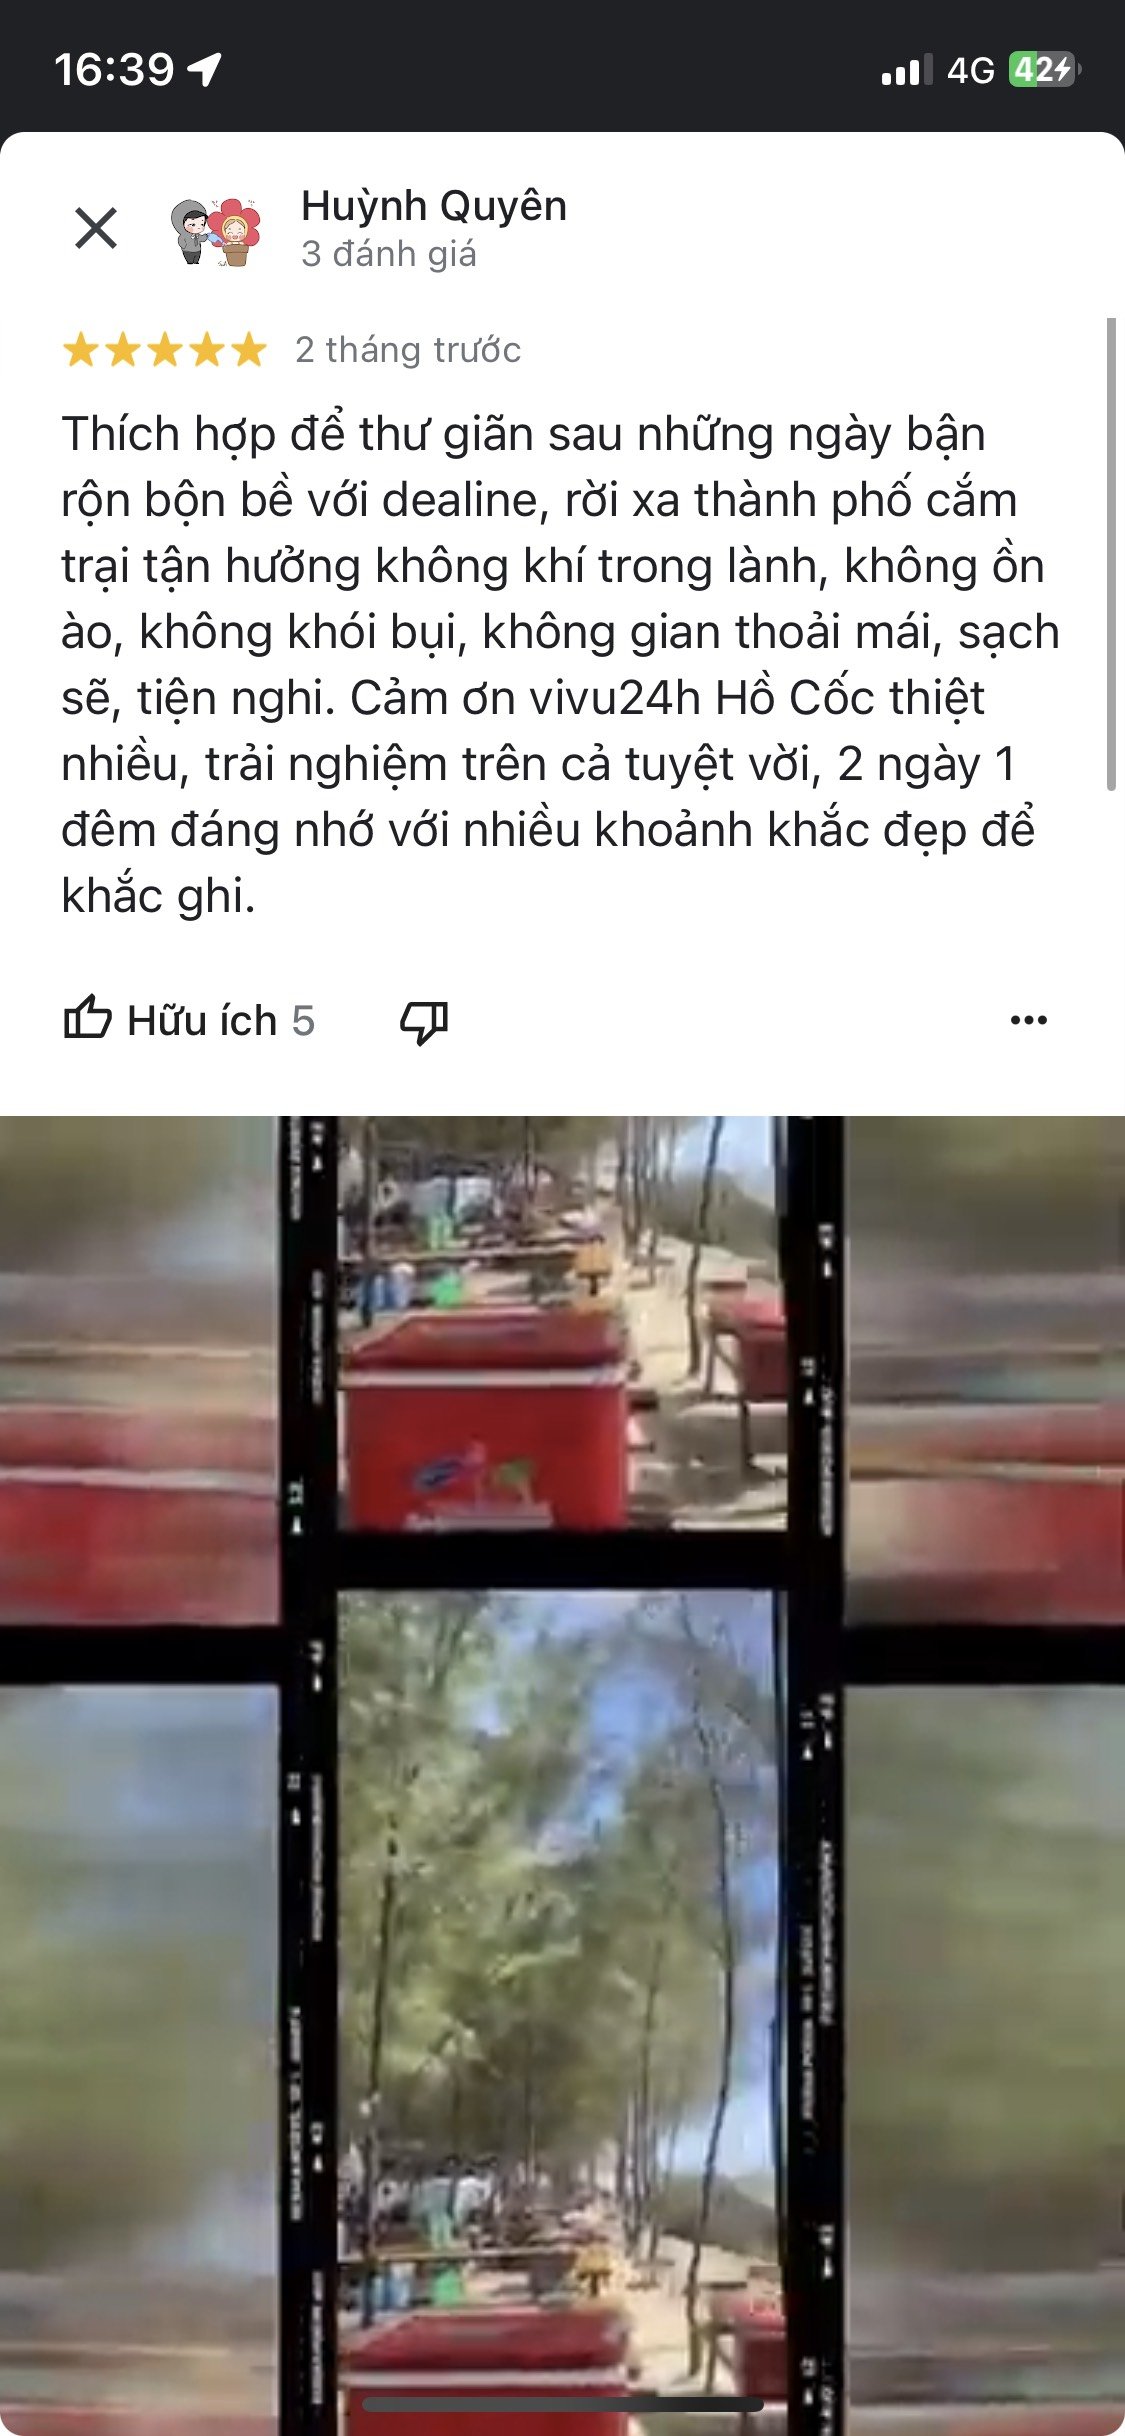 16:39
4G 42
Huỳnh Quyên
3 đánh giá
2 tháng trước
Thích hợp để thư giãn sau những ngày bận
rộn bộn bề với dealine, rời xa thành phố cắm
trại tận hưởng không khí trong lành, không ồn
ào, không khói bụi, không gian thoải mái, sạch
sẽ, tiện nghi. Cảm ơn vivu24h Hồ Cốc thiệt
nhiều, trải nghiệm trên cả tuyệt vời, 2 ngày 1
đêm đáng nhớ với nhiều khoảnh khắc đẹp để
khắc ghi.
Hữu ích 5